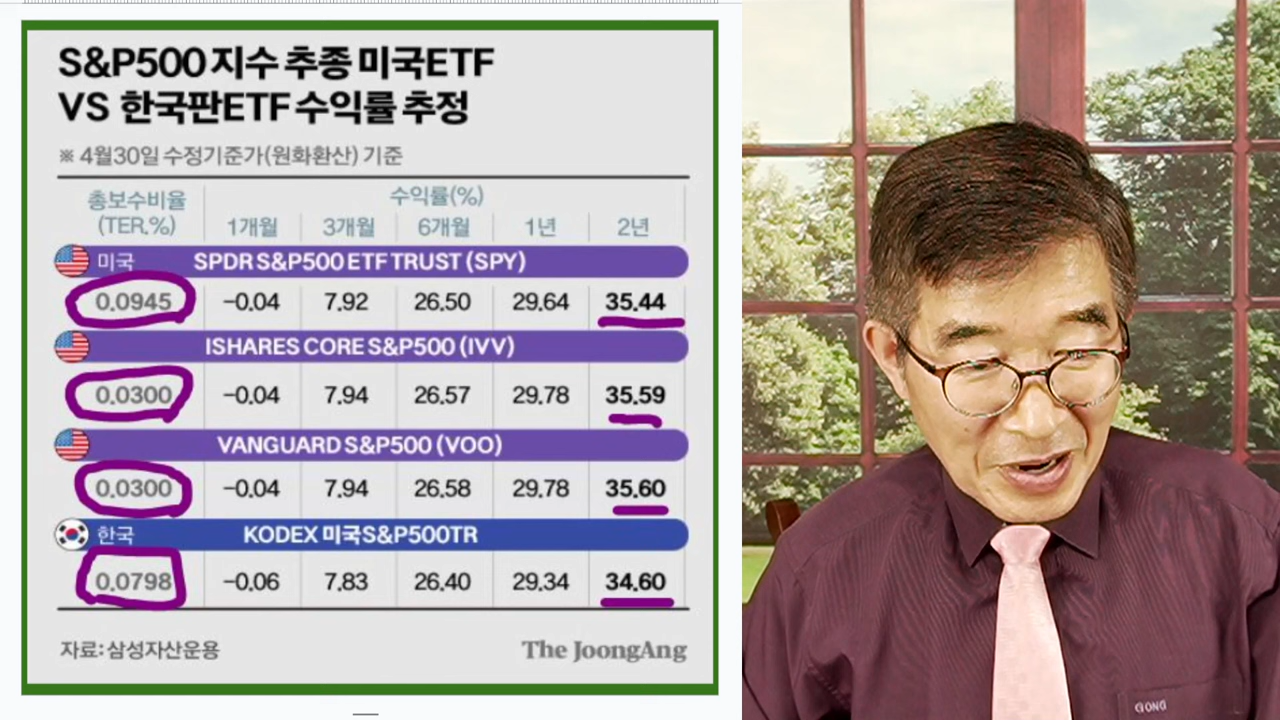 S&P500 지수 추종 미국ETF
VS 한국판ETF 수익률 추정
※ 4월30일 수정기준가(원화환산) 기준
총보수비율 (TER.%) 수익률(%)
1개월 3개월 6개월 1년 2년
미국 SPDR S&P500 ETF TRUST (SPY)
0.0945 -0.04 7.92 26.50 29.64 35.44
ISHARES CORE S&P500 (IVV)
0.0300 -0.04 7.94 26.57 29.78 35.59
VANGUARD S&P500 (VOO)
0.0300 -0.04 7.94 26.58 29.78 35.60
한국 KODEX 미국S&P500TR
0.0798 -0.06 7.83 26.40 29.34 34.60
자료:삼성자산운용 The JoongAng
GONG